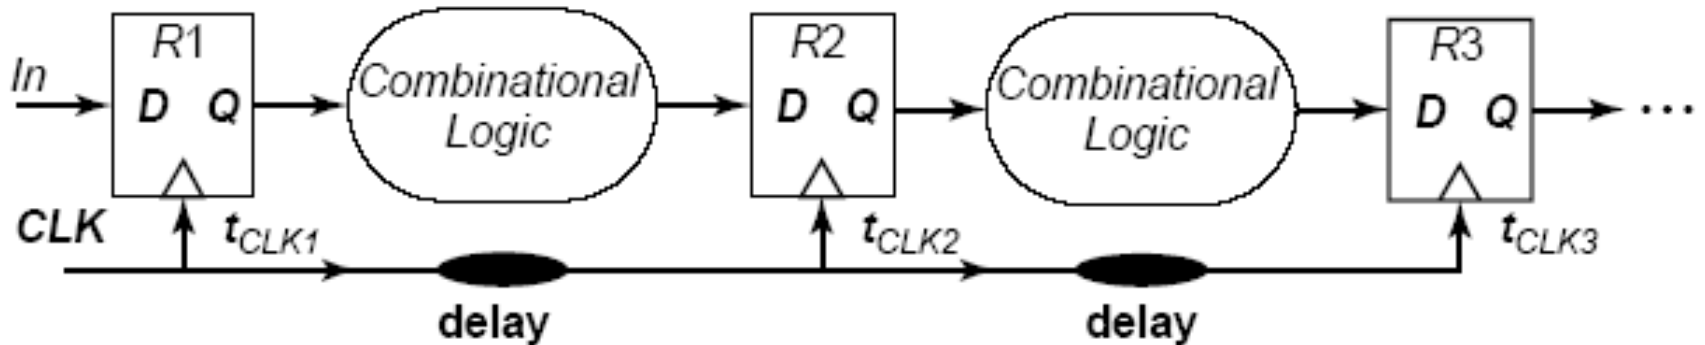 In
R1
D Q
Combinational
Logic
R2
D Q
Combinational
Logic
R3
D Q
...
CLK
tCLK1
tCLK2
tCLK3
delay
delay